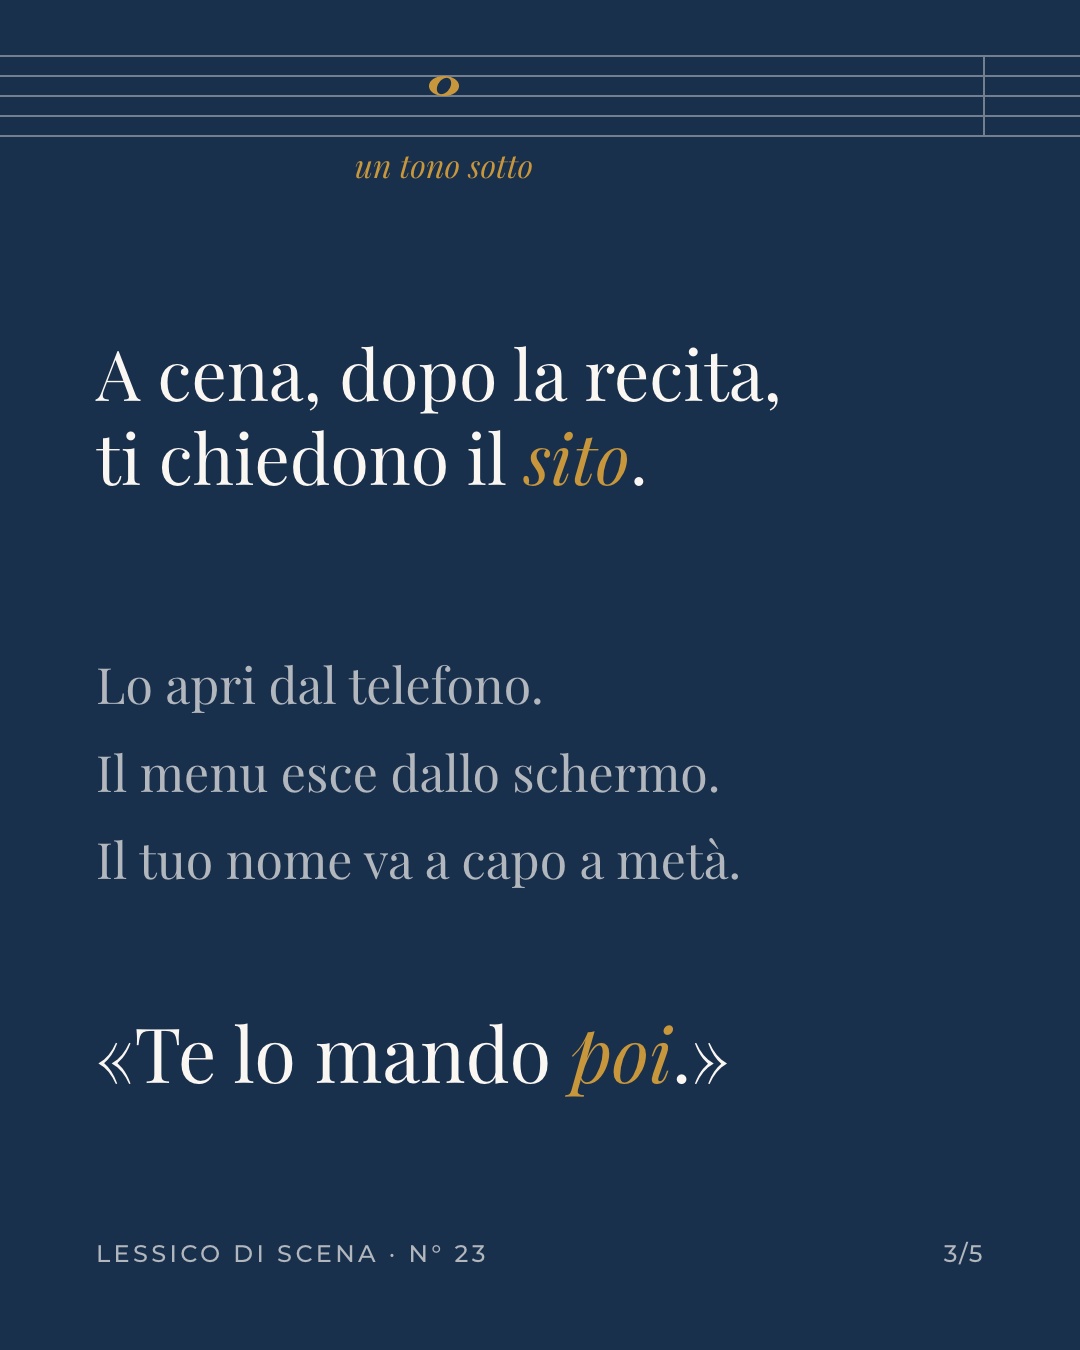 un tono sotto
A cena, dopo la recita,
ti chiedono il sito.
Lo apri dal telefono.
Il menu esce dallo schermo.
Il tuo nome va a capo a metà.
«Te lo mando poi.»
LESSICO DI SCENA · N° 23
3/5